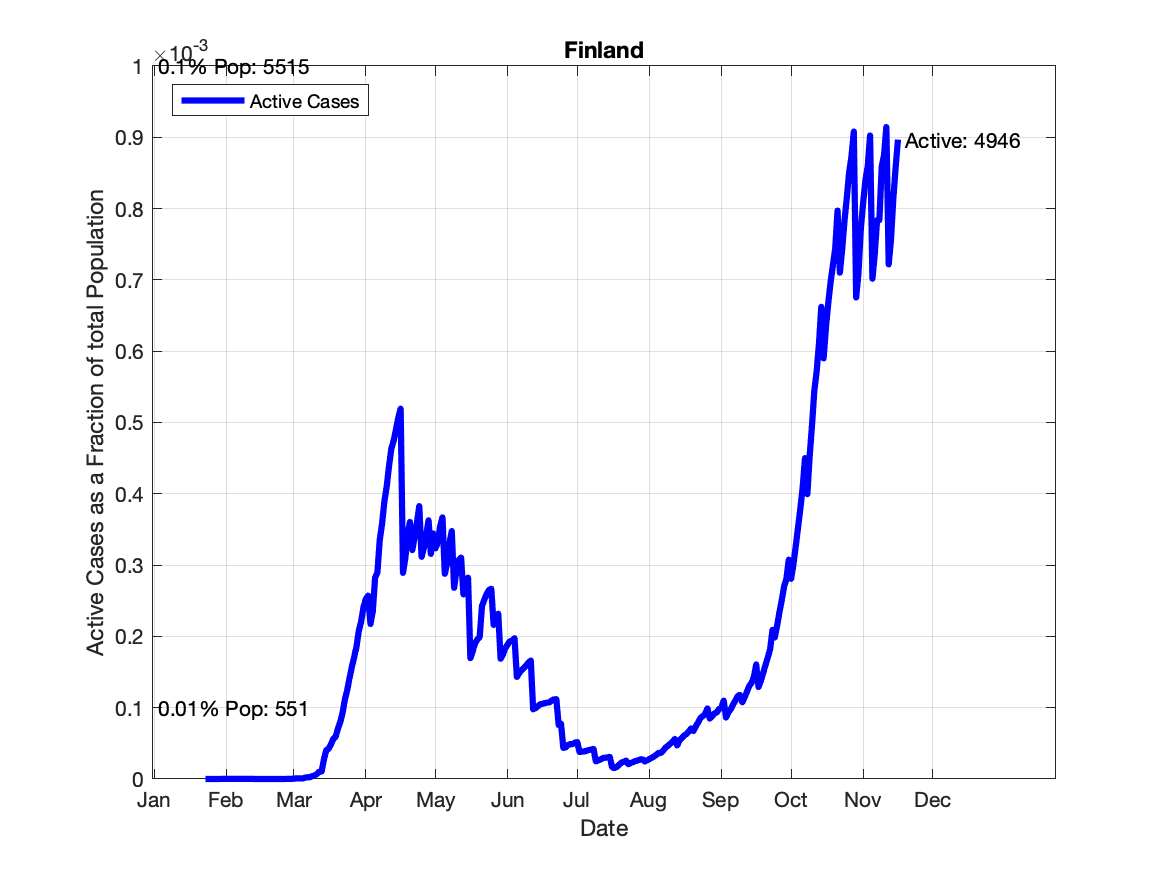 Finland
×10-3
0.1% Pop: 5515
Active Cases
Active: 4946
0.01% Pop: 551
Active Cases as a Fraction of total Population
1
0.9
0.8
0.7
0.6
0.5
0.4
0.3
0.2
0.1
0
Jan Feb Mar Apr May Jun Jul Aug Sep Oct Nov Dec
Date